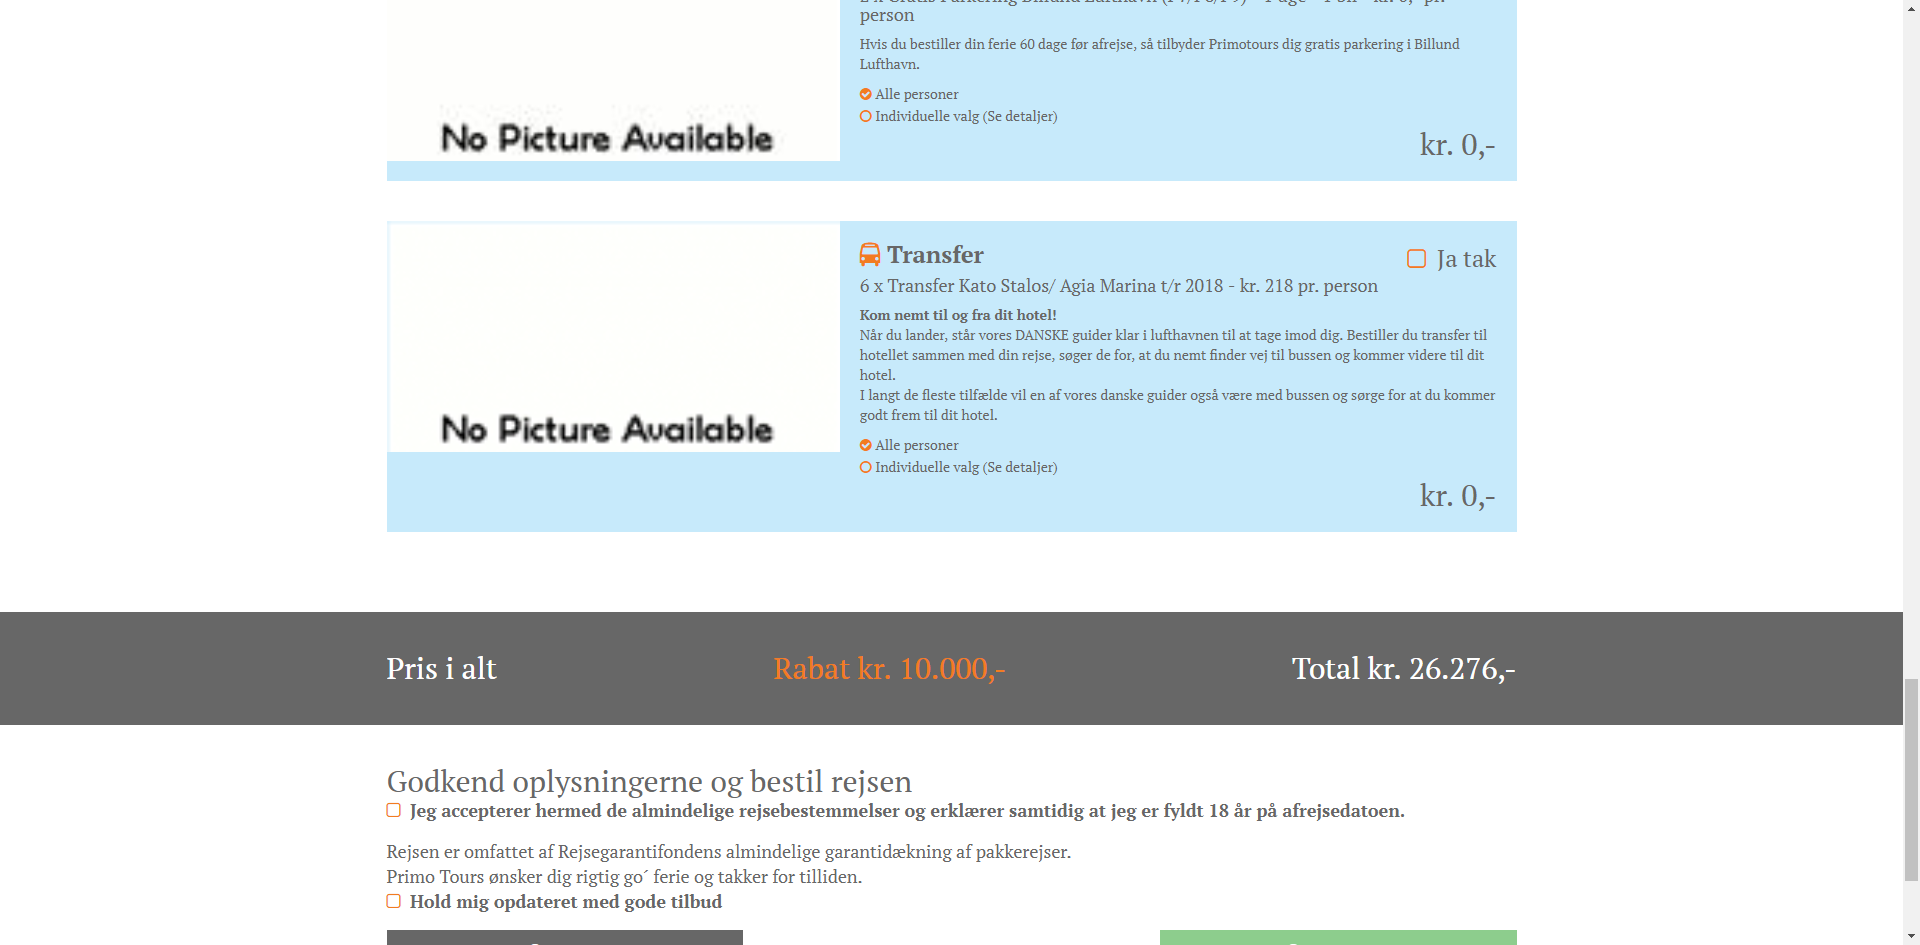 person
Hvis du bestiller din ferie 60 dage før afrejse, så tilbyder Primotours dig gratis parkering i Billund
Lufthavn.
Alle personer
Individuelle valg (Se detaljer)
No Picture Available
kr. 0,-
Transfer
Ja tak
6 x Transfer Kato Stalos/ Agia Marina t/r 2018 - kr. 218 pr. person
Kom nemt til og fra dit hotel!
Når du lander, står vores DANSKE guider klar i lufthavnen til at tage imod dig. Bestiller du transfer til
hotellet sammen med din rejse, søger de for, at du nemt finder vej til bussen og kommer videre til dit
hotel.
I langt de fleste tilfælde vil en af vores danske guider også være med bussen og sørge for at du kommer
godt frem til dit hotel.
No Picture Available
Alle personer
Individuelle valg (Se detaljer)
kr. 0,-
Pris i alt
Rabat kr. 10.000,-
Total kr. 26.276,-
Godkend oplysningerne og bestil rejsen
Jeg accepterer hermed de almindelige rejsebestemmelser og erklærer samtidig at jeg er fyldt 18 år på afrejsedatoen.
Rejsen er omfattet af Rejsegarantifondens almindelige garantidækning af pakkerejser.
Primo Tours ønsker dig rigtig go´ ferie og takker for tilliden.
Hold mig opdateret med gode tilbud